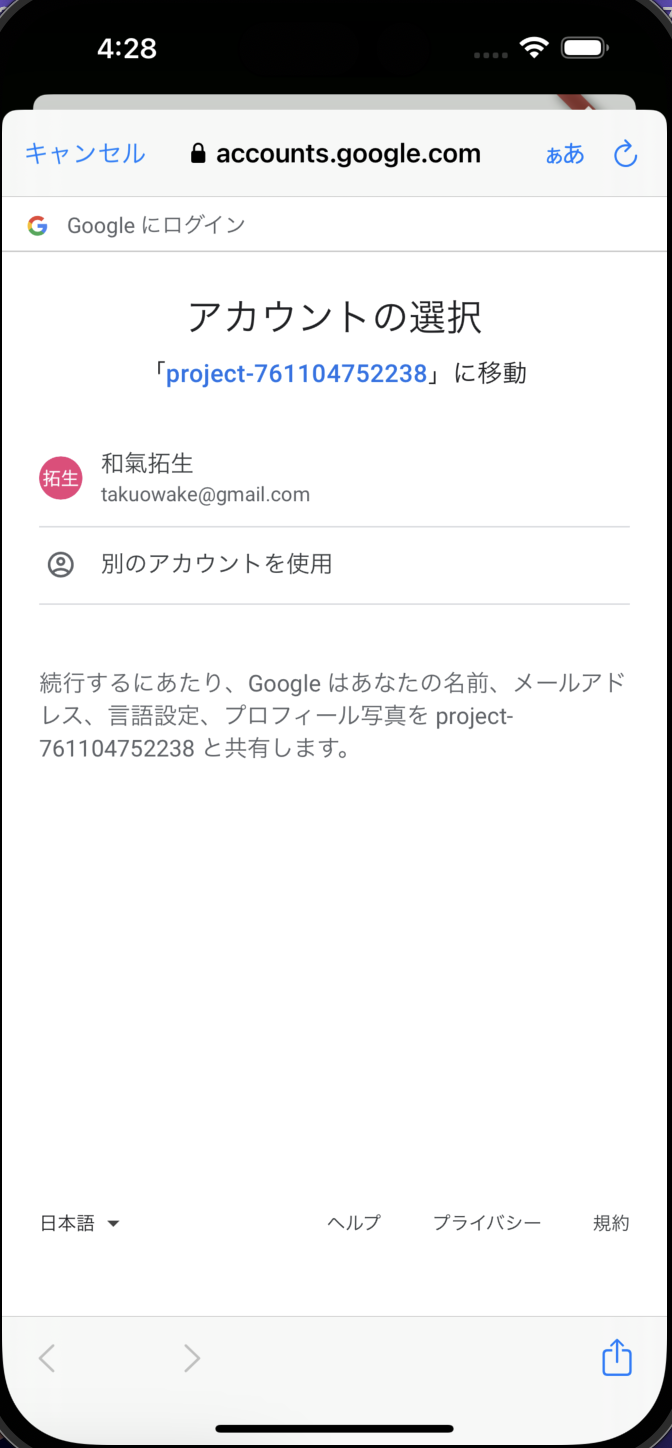 4:28
キャンセル accounts.google.com ぁあ
Google にログイン
アカウントの選択
「project-761104752238」に移動
拓生
和氣拓生
takuowake@gmail.com
別のアカウントを使用
続行するにあたり、Google はあなたの名前、メールアド
レス、言語設定、プロフィール写真を project-
761104752238 と共有します。
日本語 ヘルプ プライバシー 規約